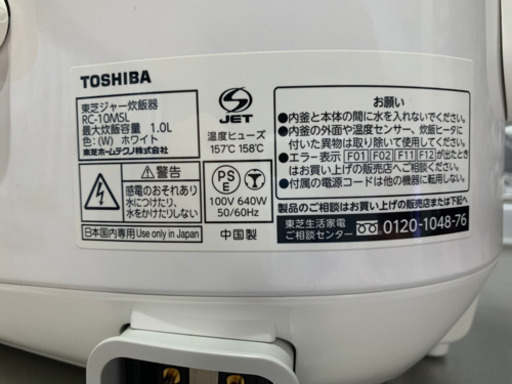 TOSHIBA
東芝ジャー炊飯器
RC-10MSL
最大炊飯容量 1.0L
色:(W) ホワイト
東芝ホームテクノ株式会社
S
JET
温度ヒューズ
157℃ 158℃
警告
感電のおそれあり
水につけたり、
水をかけたりしない
PS
E
100V 640W
50/60Hz
日本国内専用 Use only in Japan
中国製
お願い
●内釜と本体の間に水を入れないでください。
●内釜の外面や温度センサー、炊飯ヒータに
付いた異物は取り除いてご使用ください。
●エラー表示 F01 F02 F11 F12 が出たとき
はお買い上げの販売店へご相談ください。
●付属の電源コードは他の機器に転用しない。
製品のご相談はお買い上げの販売店または下記へ
東芝生活家電
ご相談センター
0120-1048-76